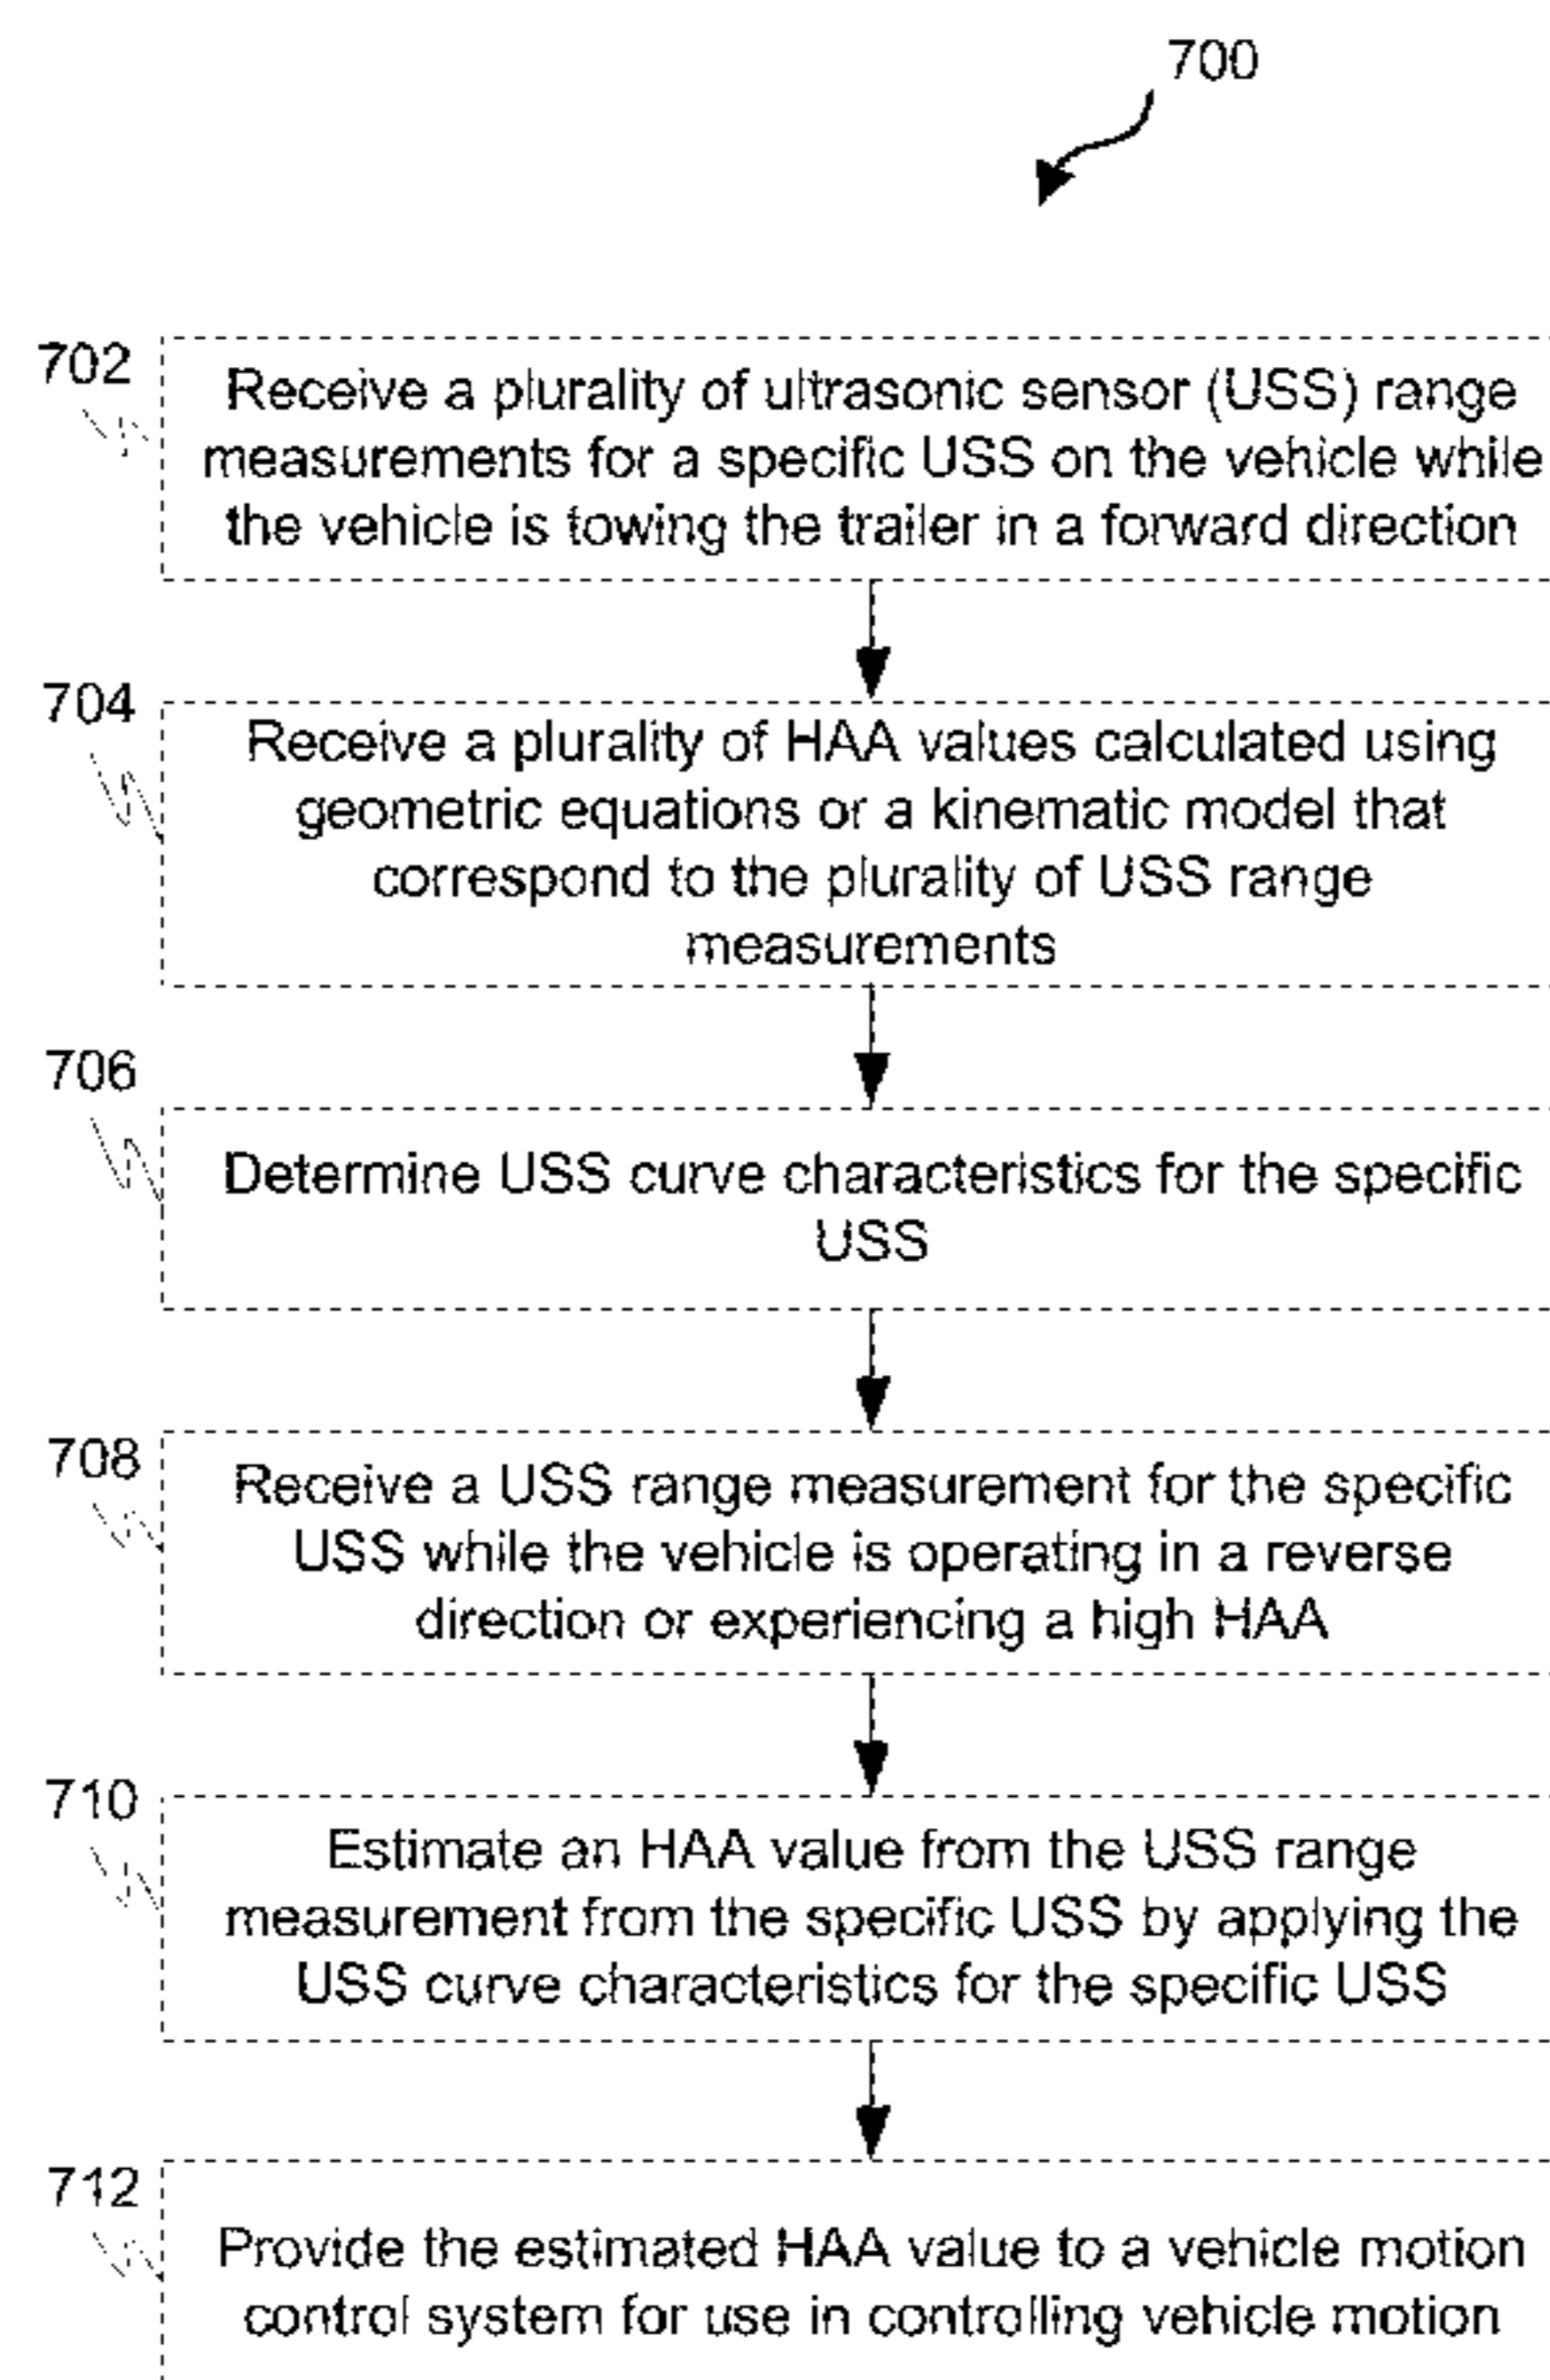 700
702
Receive a plurality of ultrasonic sensor (USS) range
measurements for a specific USS on the vehicle while
the vehicle is towing the trailer in a forward direction
704
Receive a plurality of HAA values calculated using
geometric equations or a kinematic model that
correspond to the plurality of USS range
measurements
706
Determine USS curve characteristics for the specific
USS
708
Receive a USS range measurement for the specific
USS while the vehicle is operating in a reverse
direction or experiencing a high HAA
710
Estimate an HAA value from the USS range
measurement from the specific USS by applying the
USS curve characteristics for the specific USS
712
Provide the estimated HAA value to a vehicle motion
control system for use in controlling vehicle motion